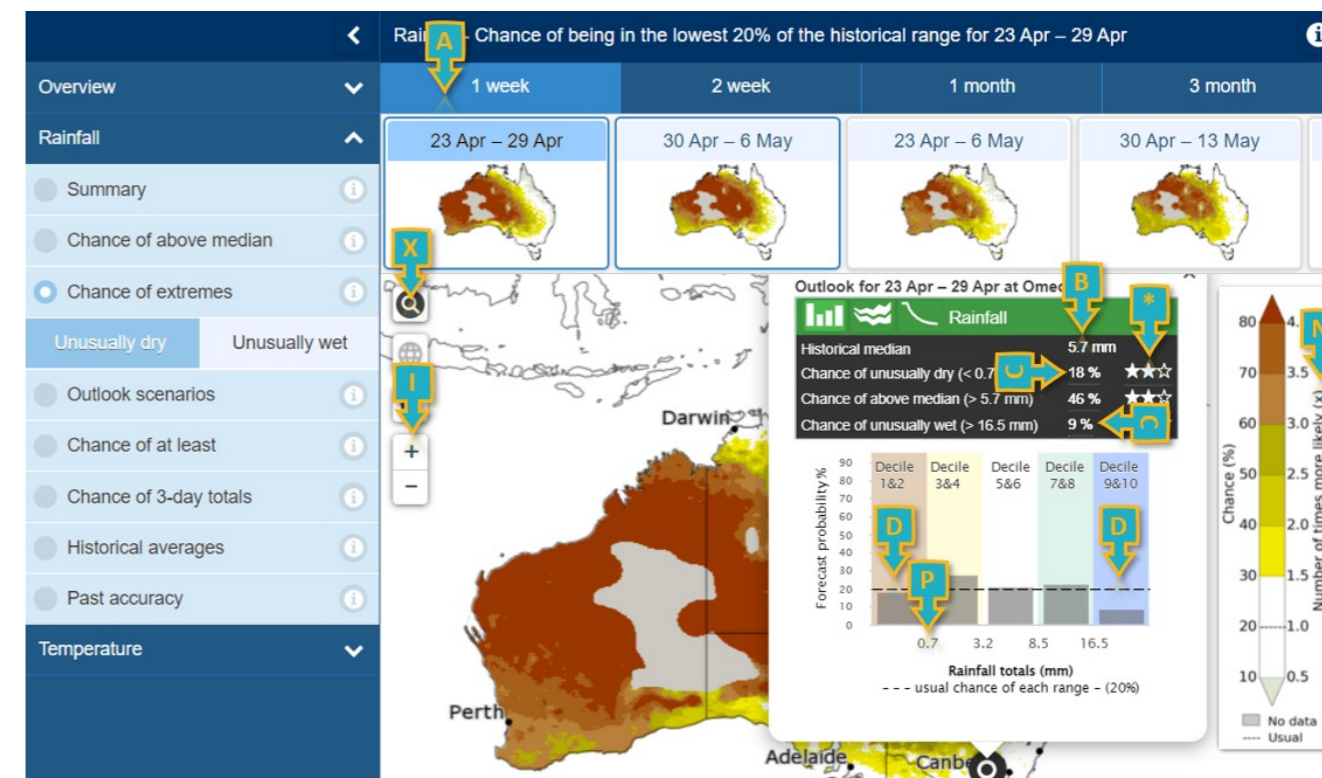 Rai - Chance of being in the lowest 20% of the historical range for 23 Apr – 29 Apr
A
Overview
1 week
2 week
1 month
3 month
Rainfall
23 Apr – 29 Apr
30 Apr – 6 May
23 Apr – 6 May
30 Apr – 13 May
Summary
Chance of above median
Chance of extremes
Unusually dry
Unusually wet
Outlook scenarios
Chance of at least
Chance of 3-day totals
Historical averages
Past accuracy
Temperature
X
I
+
−
Darwin
Perth
Adelaide
Canb
Outlook for 23 Apr – 29 Apr at Omeo
B
*
Rainfall
Historical median 5.7 mm
Chance of unusually dry (< 0.7 C 18 % ★★☆
Chance of above median (> 5.7 mm) 46 % ★★☆
Chance of unusually wet (> 16.5 mm) 9 % C
Forecast probability %
90
80
70
60
50
40
30
20
10
0
Decile 1&2
Decile 3&4
Decile 5&6
Decile 7&8
Decile 9&10
D
P
D
0.7 3.2 8.5 16.5
Rainfall totals (mm)
- - - usual chance of each range - (20%)
N
Chance (%)
80 4.
70 3.5
60 3.0
50 2.5
40 2.0
30 1.5
20 1.0
10 0.5
Number of times more likely (x)
No data
---- Usual